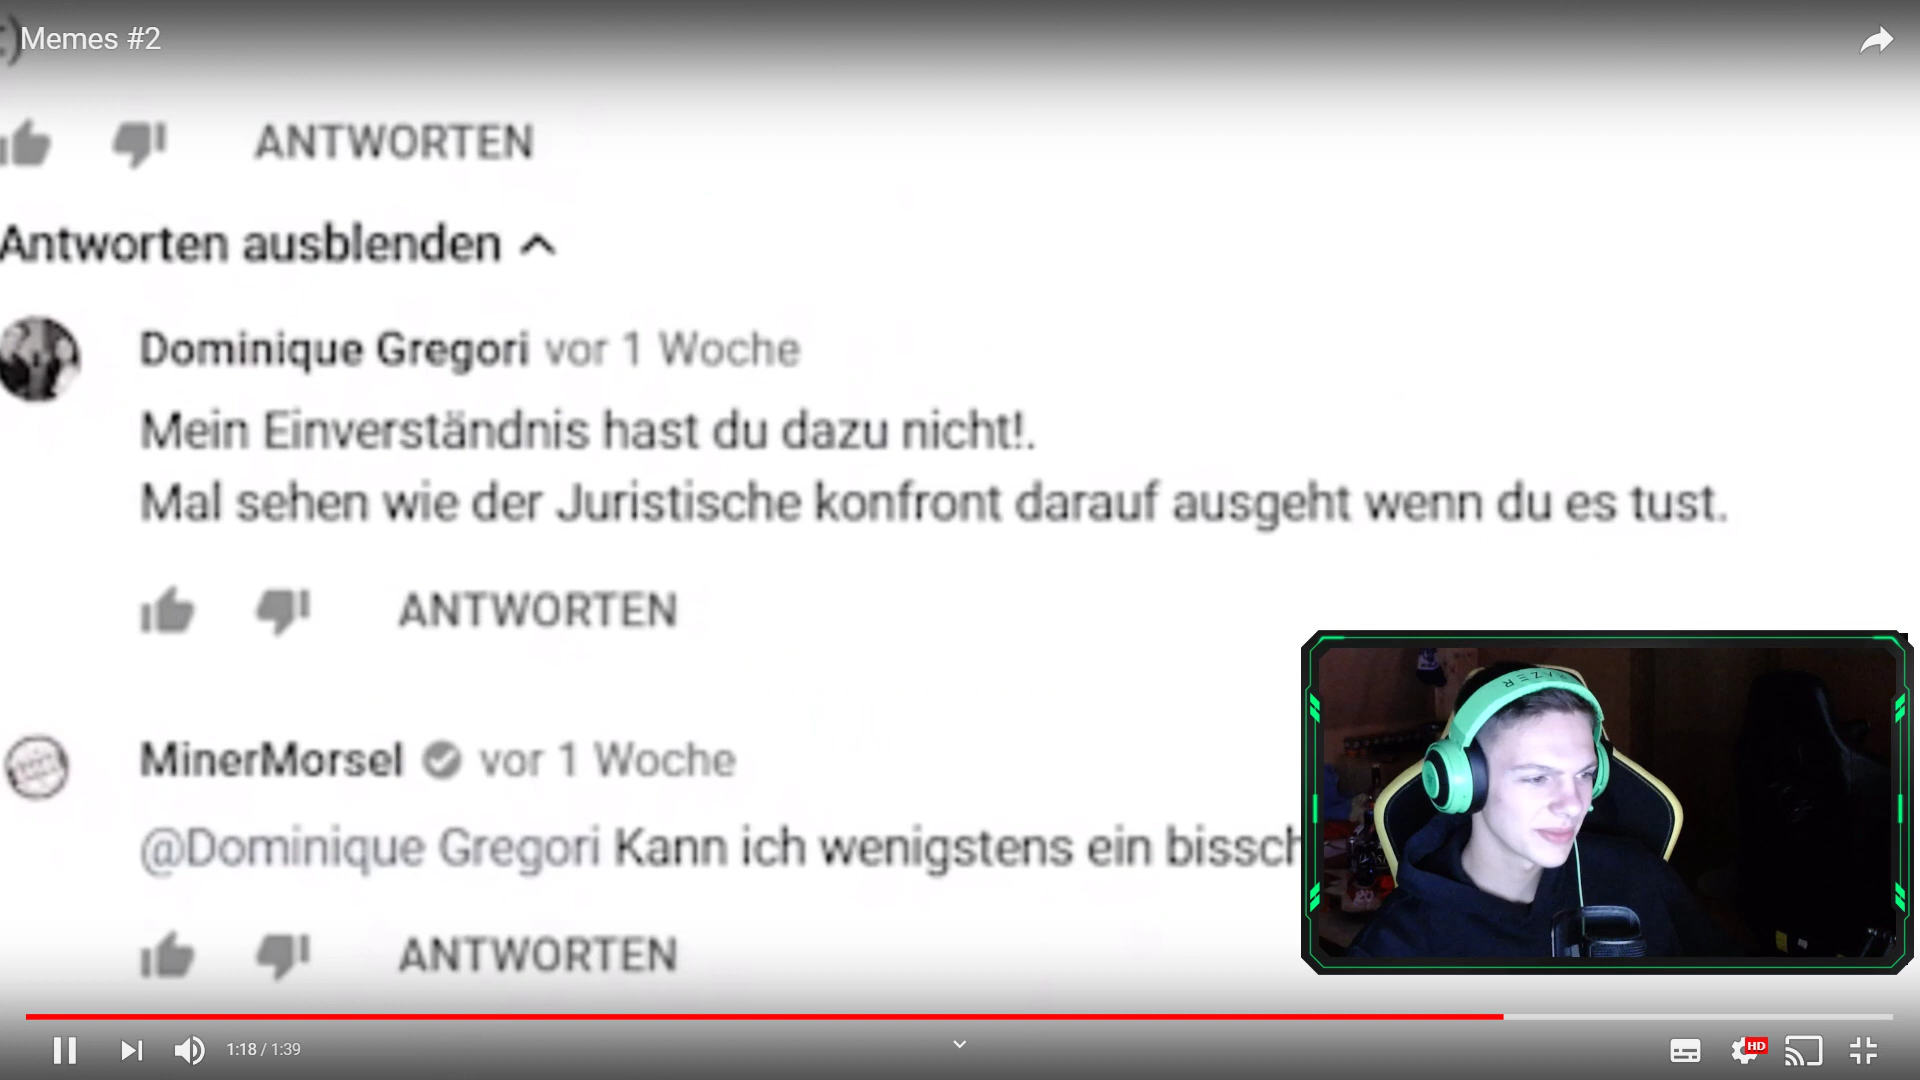 Memes #2
ANTWORTEN
Antworten ausblenden
Dominique Gregori vor 1 Woche
Mein Einverständnis hast du dazu nicht!.
Mal sehen wie der Juristische konfront darauf ausgeht wenn du es tust.
ANTWORTEN
MinerMorsel vor 1 Woche
@Dominique Gregori Kann ich wenigstens ein
ANTWORTEN
RAZER
1:18 / 1:39
HD